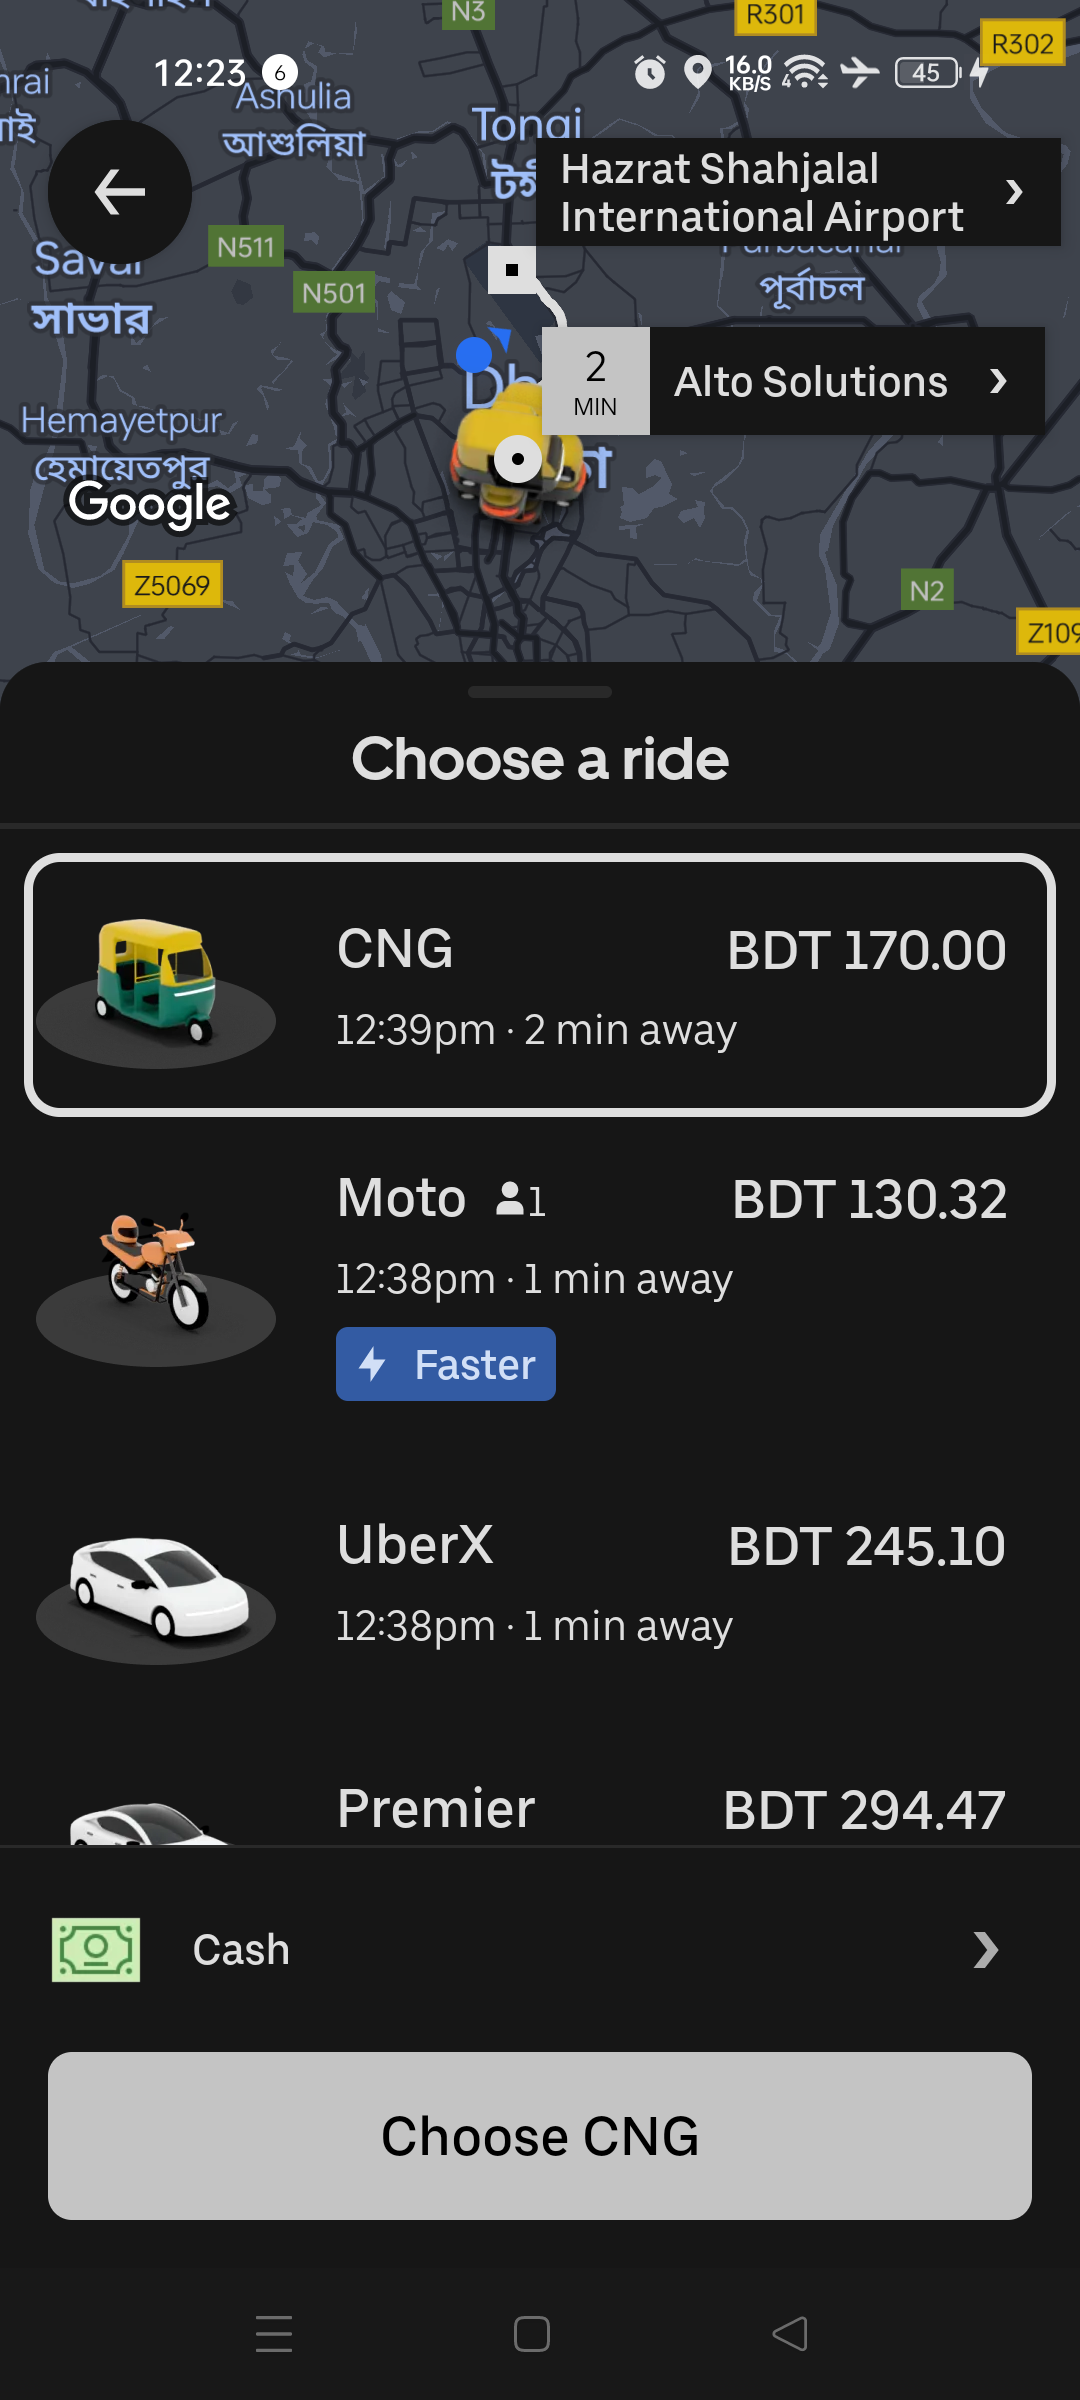 N3
R301
R302
12:23 6
16.0
KB/S
4
45
Ashulia
আশুলিয়া
Tongi
Hazrat Shahjalal
International Airport
N511
Savar
সাভার
N501
পূর্বাচল
2
MIN
Alto Solutions
Hemayetpur
হেমায়েতপুর
Google
Z5069
N2
Choose a ride
CNG
BDT 170.00
12:39pm · 2 min away
Moto 1
BDT 130.32
12:38pm · 1 min away
Faster
UberX
BDT 245.10
12:38pm · 1 min away
Premier
BDT 294.47
Cash
Choose CNG